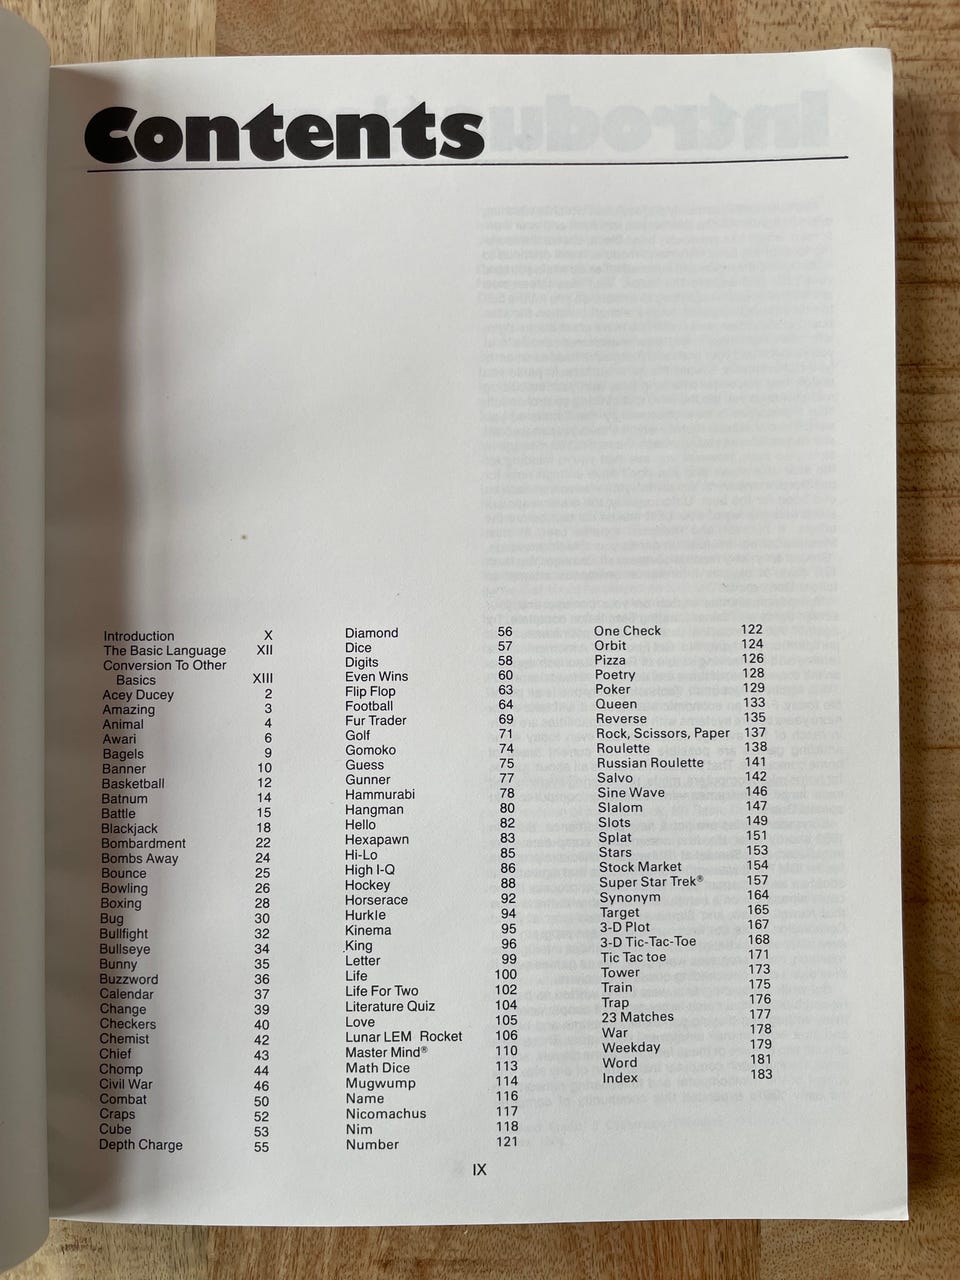 Contents
Introduction X
The Basic Language XII
Conversion To Other
Basics XIII
Acey Ducey 2
Amazing 3
Animal 4
Awari 6
Bagels 9
Banner 10
Basketball 12
Batnum 14
Battle 15
Blackjack 18
Bombardment 22
Bombs Away 24
Bounce 25
Bowling 26
Boxing 28
Bug 30
Bullfight 32
Bullseye 34
Bunny 35
Buzzword 36
Calendar 37
Change 39
Checkers 40
Chemist 42
Chief 43
Chomp 44
Civil War 46
Combat 50
Craps 52
Cube 53
Depth Charge 55
Diamond 56
Dice 57
Digits 58
Even Wins 60
Flip Flop 63
Football 64
Fur Trader 69
Golf 71
Gomoko 74
Guess 75
Gunner 77
Hammurabi 78
Hangman 80
Hello 82
Hexapawn 83
Hi-Lo 85
High I-Q 86
Hockey 88
Horserace 92
Hurkle 94
Kinema 95
King 96
Letter 99
Life 100
Life For Two 102
Literature Quiz 104
Love 105
Lunar LEM Rocket 106
Master Mind® 110
Math Dice 113
Mugwump 114
Name 116
Nicomachus 117
Nim 118
Number 121
One Check 122
Orbit 124
Pizza 126
Poetry 128
Poker 129
Queen 133
Reverse 135
Rock, Scissors, Paper 137
Roulette 138
Russian Roulette 141
Salvo 142
Sine Wave 146
Slalom 147
Slots 149
Splat 151
Stars 153
Stock Market 154
Super Star Trek® 157
Synonym 164
Target 165
3-D Plot 167
3-D Tic-Tac-Toe 168
Tic Tac toe 171
Tower 173
Train 175
Trap 176
23 Matches 177
War 178
Weekday 179
Word 181
Index 183
IX